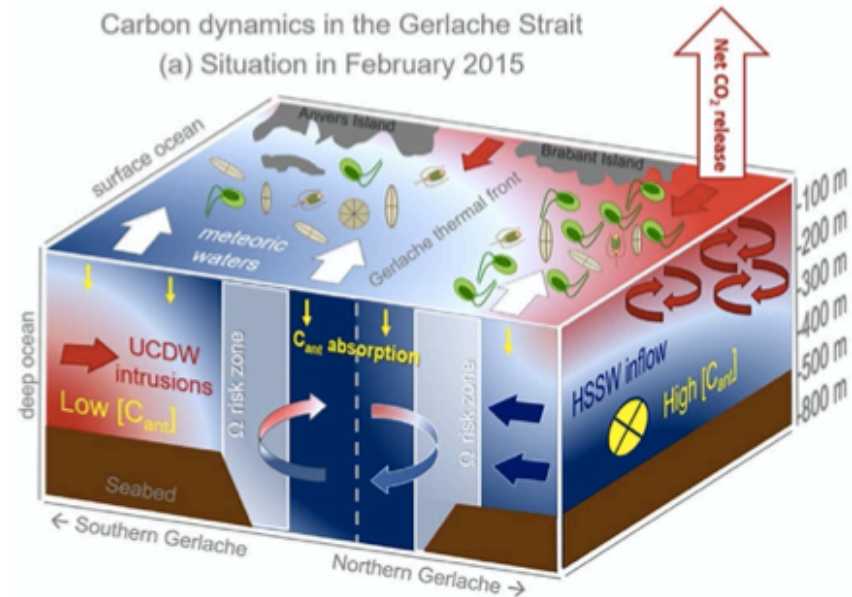 Carbon dynamics in the Gerlache Strait
(a) Situation in February 2015
Net CO₂ release
surface ocean
Anvers Island
Brabant Island
Gerlache thermal front
meteoric
waters
100 m
200 m
300 m
400 m
500 m
800 m
deep ocean
UCDW
intrusions
Low [Cant]
Ω risk zone
Cant absorption
Ω risk zone
HSSW inflow
High [Cant]
Seabed
← Southern Gerlache
Northern Gerlache →